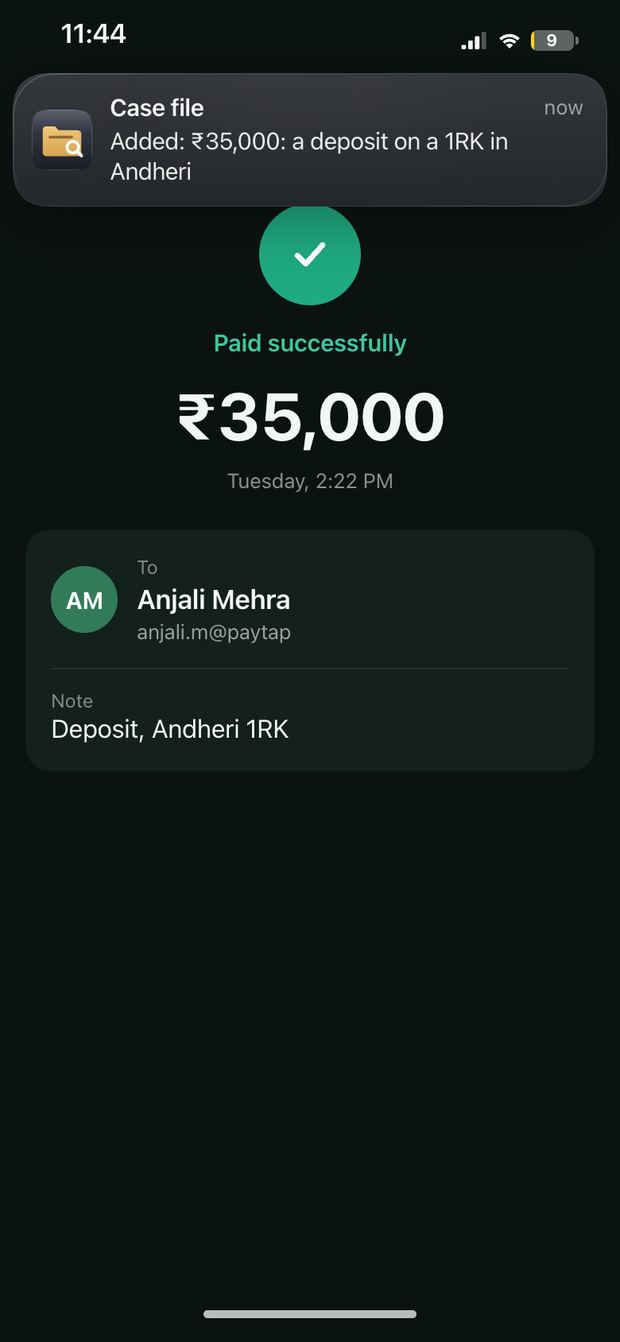 11:44
9
Case file
now
Added: ₹35,000: a deposit on a 1RK in
Andheri
Paid successfully
₹35,000
Tuesday, 2:22 PM
AM
To
Anjali Mehra
anjali.m@paytap
Note
Deposit, Andheri 1RK